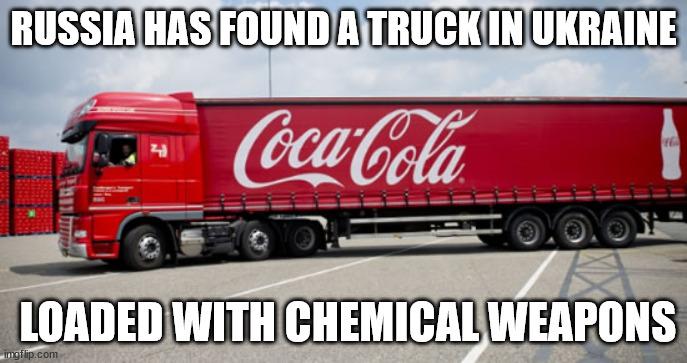 RUSSIA HAS FOUND A TRUCK IN UKRAINE
Coca-Cola
LOADED WITH CHEMICAL WEAPONS
imgflip.com